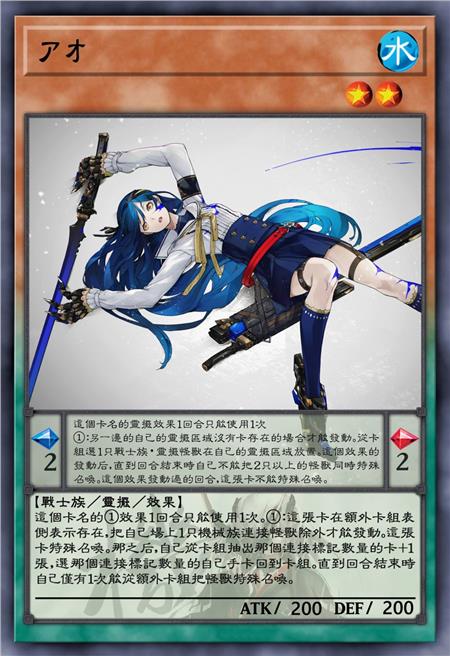 アオ
水
這個卡名的靈擺效果1回合只能使用1次
①:另一邊的自己的靈擺區域沒有卡存在的場合才能發動。從卡
組選1只戰士族・靈擺怪獸在自己的靈擺區域放置。這個效果的
發動后,直到回合結束時自己不能把2只以上的怪獸同時特殊
召喚。這個效果發動過的回合,這張卡不能特殊召喚。
2
2
【戰士族／靈擺／效果】
這個卡名的①效果1回合只能使用1次。①:這張卡在額外卡組表
側表示存在,把自己場上1只機械族連接怪獸除外才能發動。這張
卡特殊召喚。那之后,自己從卡組抽出那個連接標記數量的卡+1
張,選那個連接標記數量的自己手卡回到卡組。直到回合結束時
自己僅有1次能從額外卡組把怪獸特殊召喚。
ATK/ 200 DEF/ 200